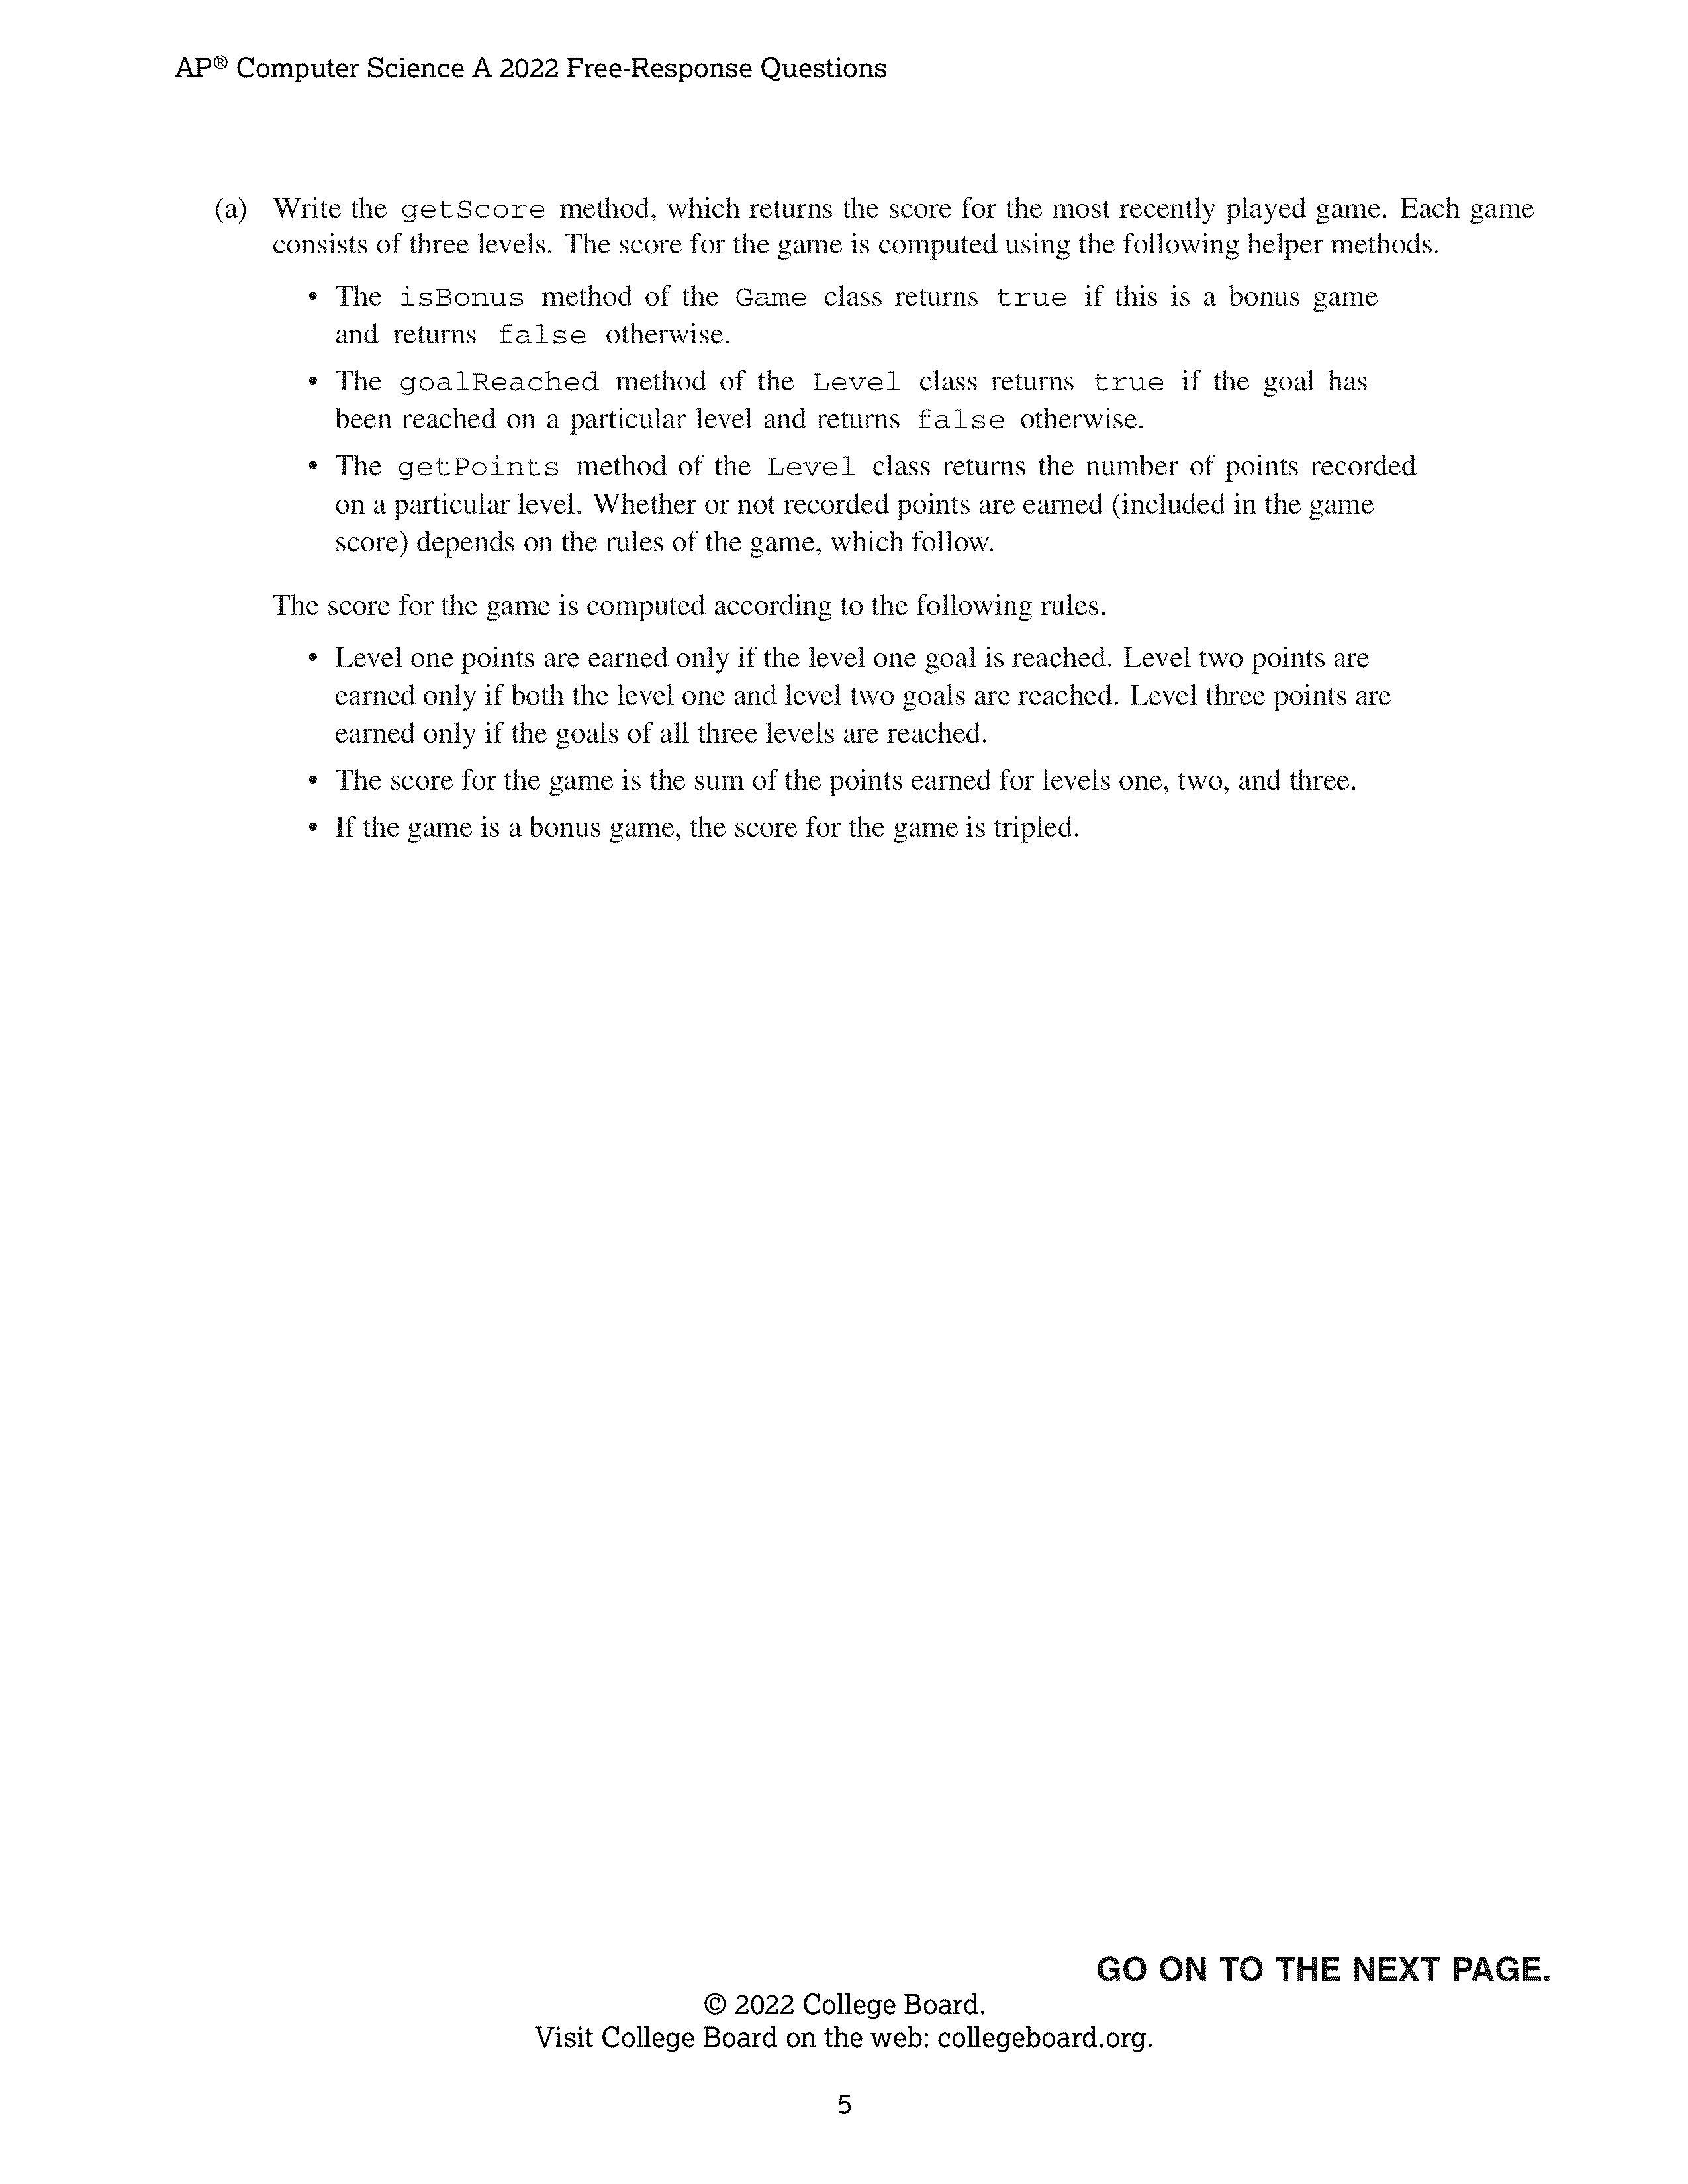 AP® Computer Science A 2022 Free-Response Questions
(a) Write the getScore method, which returns the score for the most recently played game. Each game
consists of three levels. The score for the game is computed using the following helper methods.
• The isBonus method of the Game class returns true if this is a bonus game
and returns false otherwise.
• The goalReached method of the Level class returns true if the goal has
been reached on a particular level and returns false otherwise.
• The getPoints method of the Level class returns the number of points recorded
on a particular level. Whether or not recorded points are earned (included in the game
score) depends on the rules of the game, which follow.
The score for the game is computed according to the following rules.
• Level one points are earned only if the level one goal is reached. Level two points are
earned only if both the level one and level two goals are reached. Level three points are
earned only if the goals of all three levels are reached.
• The score for the game is the sum of the points earned for levels one, two, and three.
• If the game is a bonus game, the score for the game is tripled.
GO ON TO THE NEXT PAGE.
© 2022 College Board.
Visit College Board on the web: collegeboard.org.
5